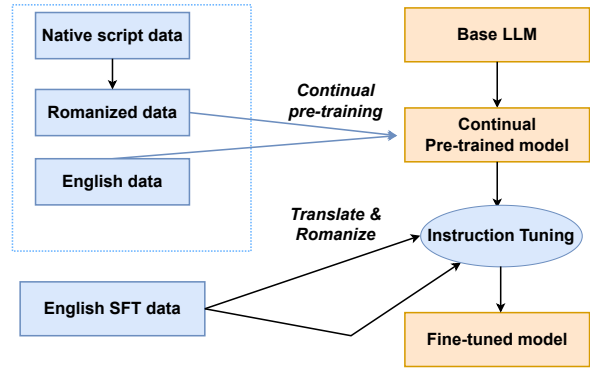 Native script data
Base LLM
Continual
pre-training
Romanized data
Continual
Pre-trained model
English data
Translate &
Romanize
Instruction Tuning
English SFT data
Fine-tuned model